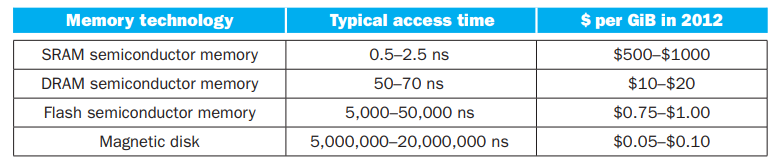 Memory technology Typical access time $ per GiB in 2012
SRAM semiconductor memory 0.5–2.5 ns $500–$1000
DRAM semiconductor memory 50–70 ns $10–$20
Flash semiconductor memory 5,000–50,000 ns $0.75–$1.00
Magnetic disk 5,000,000–20,000,000 ns $0.05–$0.10